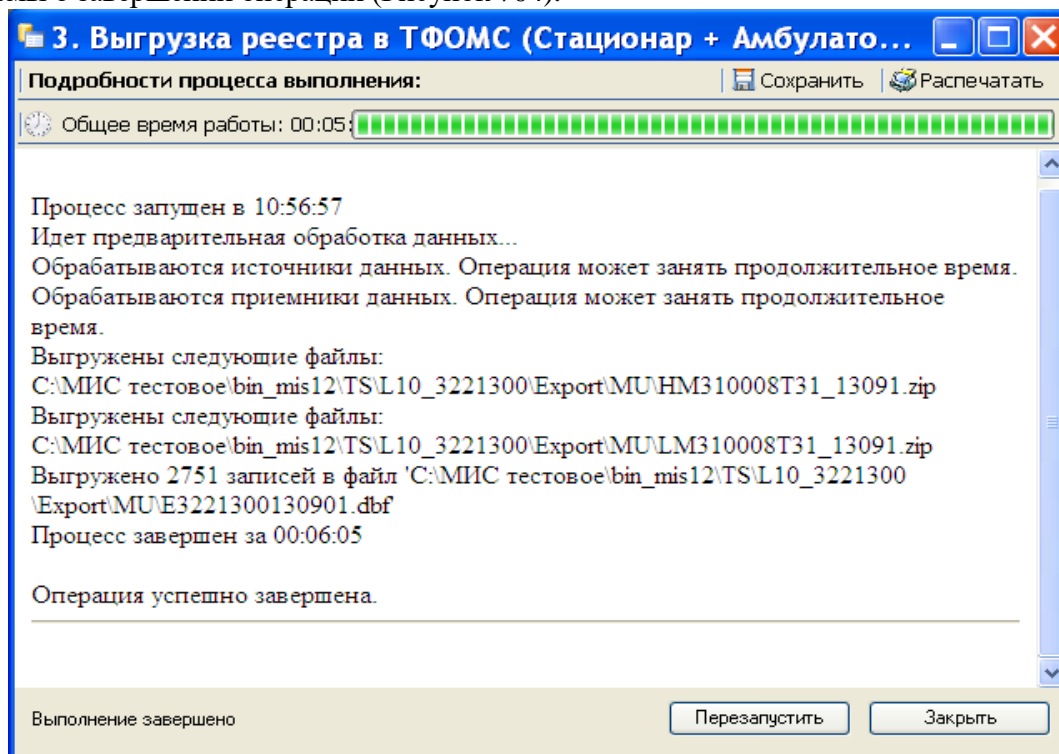 о завершении операции (Рисунок 764).
3. Выгрузка реестра в ТФОМС (Стационар + Амбулато...
Подробности процесса выполнения:
Сохранить
Распечатать
Общее время работы: 00:05:
Процесс запущен в 10:56:57
Идет предварительная обработка данных...
Обрабатываются источники данных. Операция может занять продолжительное время.
Обрабатываются приемники данных. Операция может занять продолжительное
время.
Выгружены следующие файлы:
C:\МИС тестовое\bin_mis12\TS\L10_3221300\Export\MU\HM310008T31_13091.zip
Выгружены следующие файлы:
C:\МИС тестовое\bin_mis12\TS\L10_3221300\Export\MU\LM310008T31_13091.zip
Выгружено 2751 записей в файл 'C:\МИС тестовое\bin_mis12\TS\L10_3221300
\Export\MU\E3221300130901.dbf'
Процесс завершен за 00:06:05
Операция успешно завершена.
Выполнение завершено
Перезапустить
Закрыть